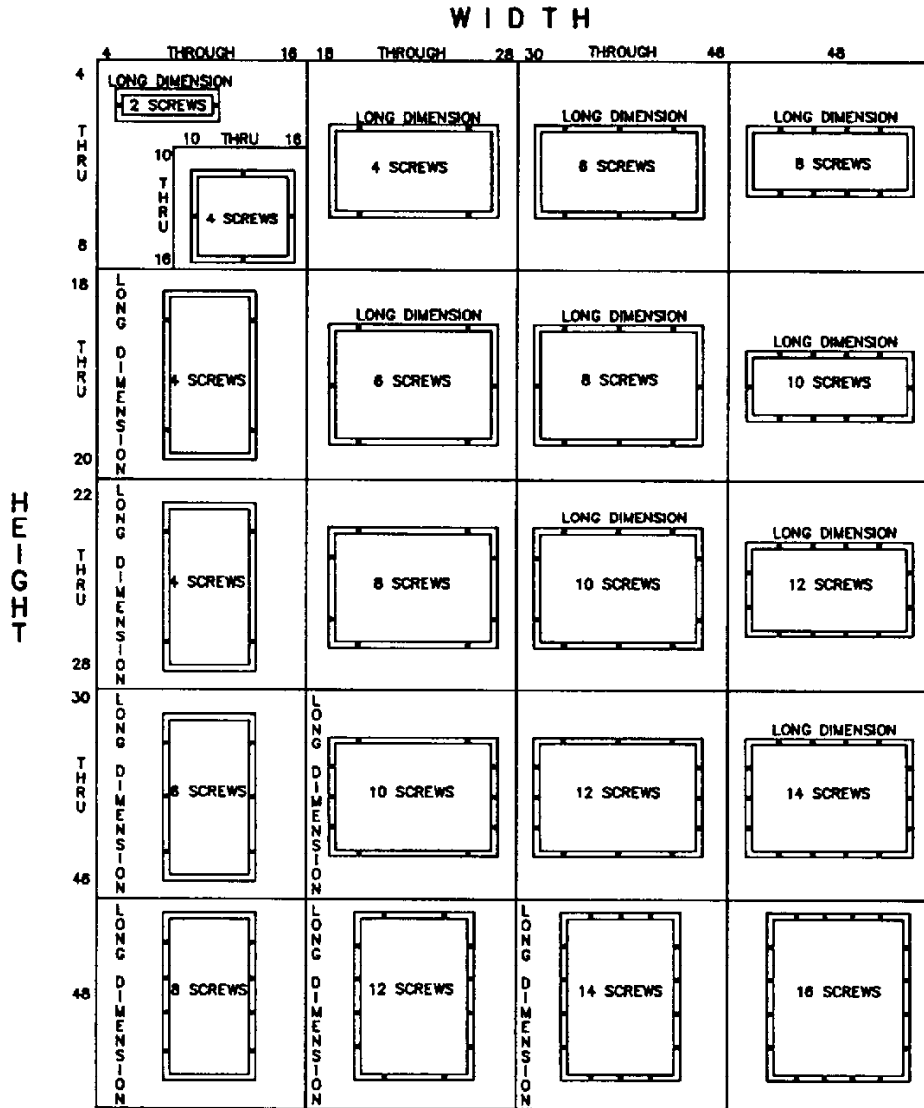 WIDTH
4 THROUGH 16 18 THROUGH 28 30 THROUGH 46 48
HEIGHT
4 THRU 8
LONG DIMENSION
2 SCREWS
10 THRU 16
10 THRU 16
4 SCREWS
LONG DIMENSION
4 SCREWS
LONG DIMENSION
6 SCREWS
LONG DIMENSION
8 SCREWS
18 THRU 20
LONG DIMENSION
4 SCREWS
LONG DIMENSION
6 SCREWS
LONG DIMENSION
8 SCREWS
LONG DIMENSION
10 SCREWS
22 THRU 28
LONG DIMENSION
4 SCREWS
8 SCREWS
LONG DIMENSION
10 SCREWS
LONG DIMENSION
12 SCREWS
30 THRU 46
LONG DIMENSION
6 SCREWS
LONG DIMENSION
10 SCREWS
12 SCREWS
LONG DIMENSION
14 SCREWS
48
LONG DIMENSION
8 SCREWS
LONG DIMENSION
12 SCREWS
LONG DIMENSION
14 SCREWS
16 SCREWS